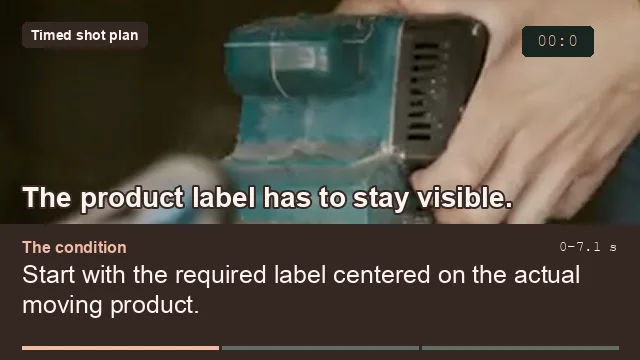 Timed shot plan
00:0
The product label has to stay visible.
The condition
0–7.1 s
Start with the required label centered on the actual
moving product.